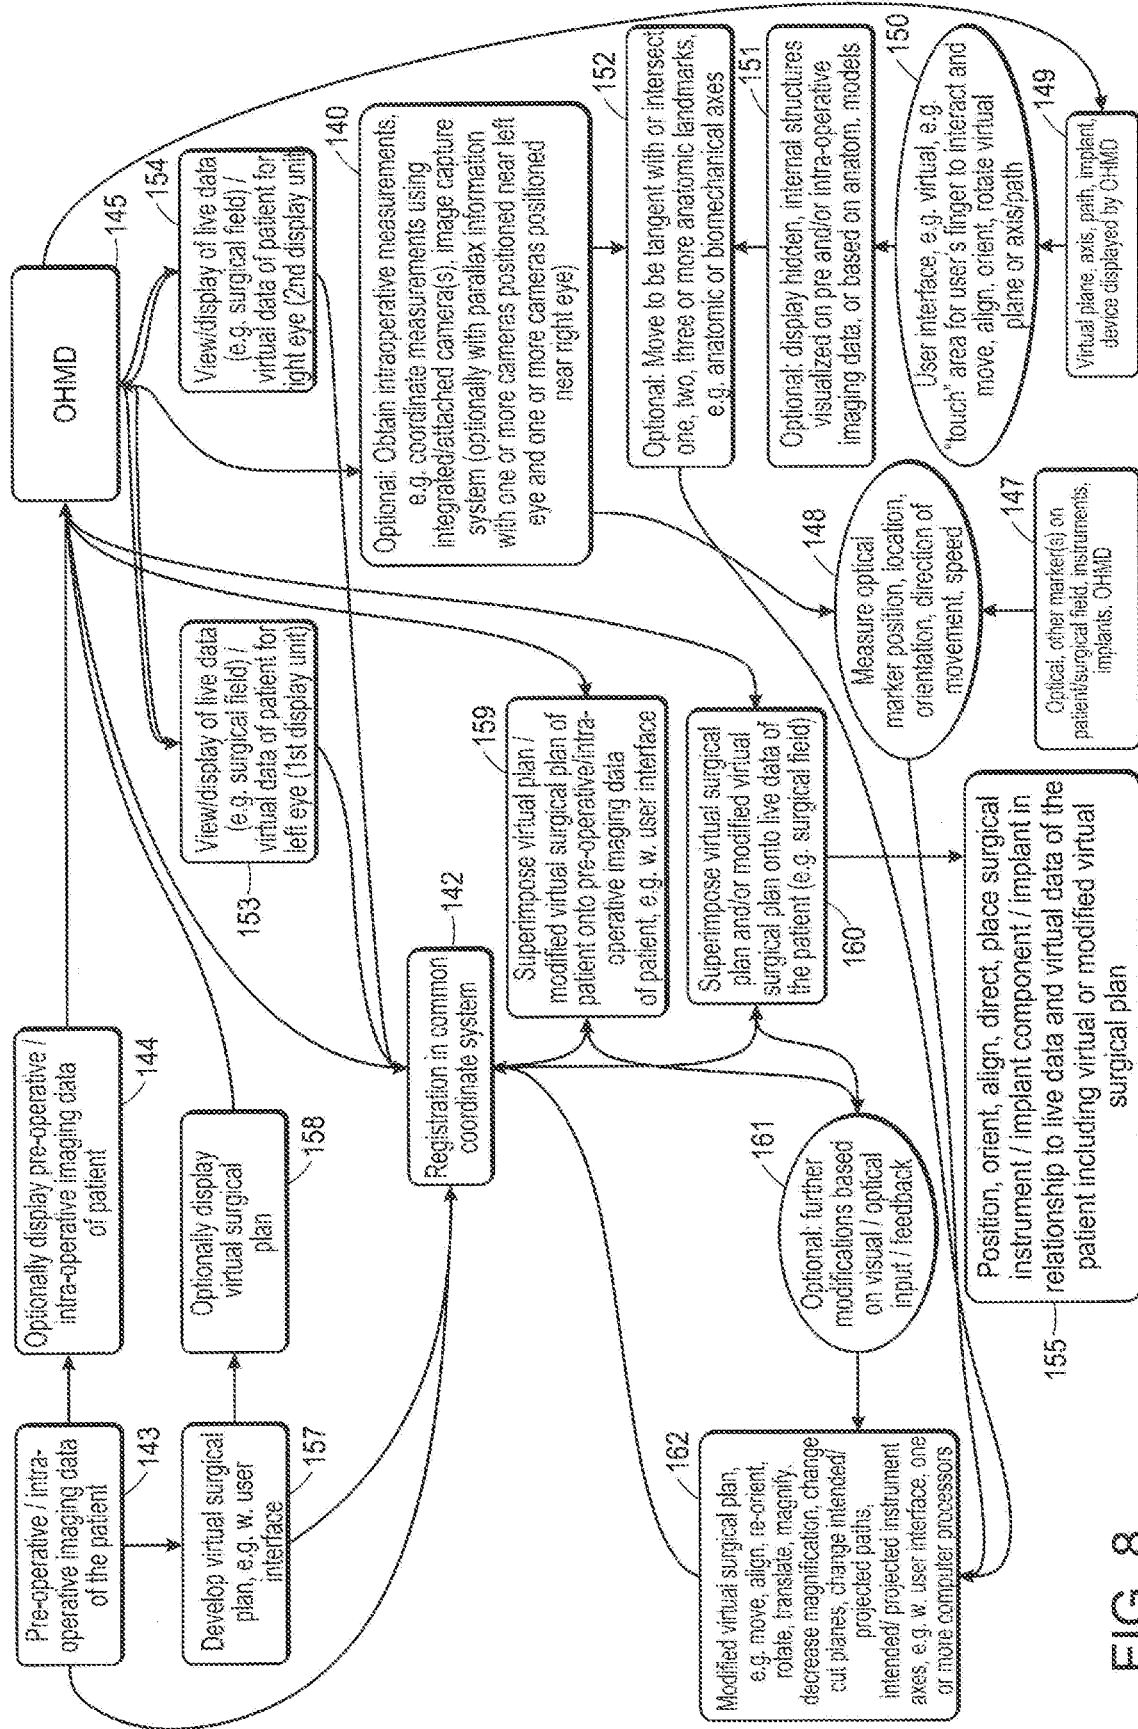 Pre-operative / intra-
operative imaging data
of the patient
143
Optionally display pre-operative /
intra-operative imaging data
of patient
144
OHMD
145
Develop virtual surgical
plan, e.g. w. user
interface
157
Optionally display
virtual surgical
plan
158
View/display of live data
(e.g. surgical field) /
virtual data of patient for
left eye (1st display unit)
153
View/display of live data
(e.g. surgical field) /
virtual data of patient for
right eye (2nd display unit)
154
Registration in common
coordinate system
142
Optional: Obtain intraoperative measurements,
e.g. coordinate measurements using
integrated/attached camera(s), image capture
system (optionally with parallax information
with one or more cameras positioned near left
eye and one or more cameras positioned
near right eye)
140
Superimpose virtual plan /
modified virtual surgical plan of
patient onto pre-operative/intra-
operative imaging data
of patient, e.g. w. user interface
159
Superimpose virtual surgical
plan and/or modified virtual
surgical plan onto live data of
the patient (e.g. surgical field)
160
Optional: Move to be tangent with or intersect
one, two, three or more anatomic landmarks,
e.g. anatomic or biomechanical axes
152
Optional: display hidden, internal structures
visualized on pre and/or intra-operative
imaging data, or based on anatom. models
151
User interface, e.g. virtual, e.g.
"touch" area for user's finger to interact and
move, align, orient, rotate virtual
plane or axis/path
150
Virtual plane, axis, path, implant,
device displayed by OHMD
149
Measure optical
marker position, location,
orientation, direction of
movement, speed
148
Optical, other marker(s) on
patient/surgical field, instruments,
implants, OHMD
147
Optional: further
modifications based
on visual / optical
input / feedback
161
Modified virtual surgical plan,
e.g. move, align, re-orient,
rotate, translate, magnify,
decrease magnification, change
cut planes, change intended/
projected paths,
intended/ projected instrument
axes, e.g. w. user interface, one
or more computer processors
162
Position, orient, align, direct, place surgical
instrument / implant component / implant in
relationship to live data and virtual data of the
patient including virtual or modified virtual
surgical plan
155
FIG. 8